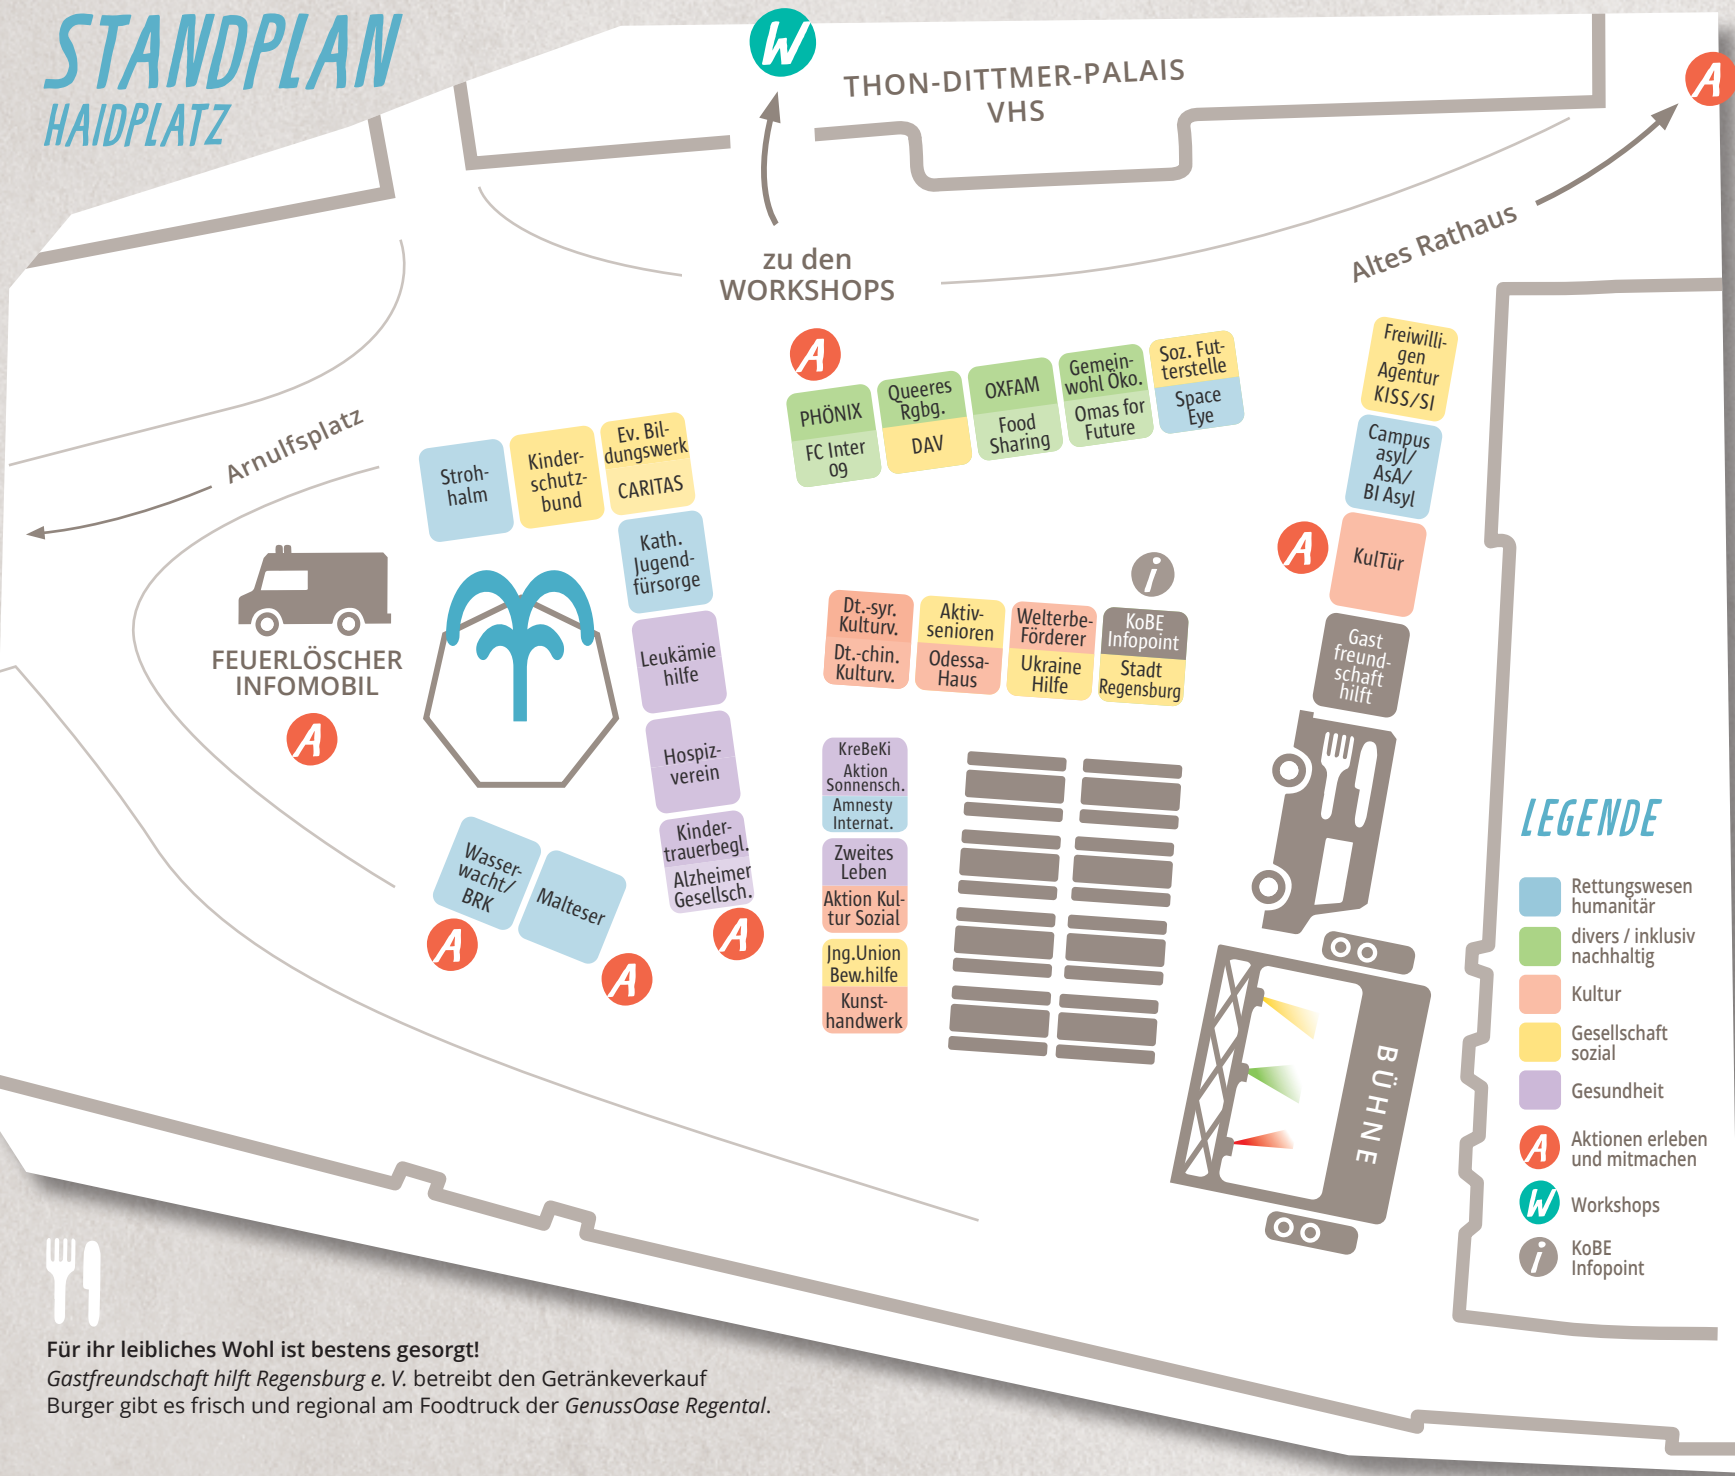 STANDPLAN
HAIDPLATZ
W
THON-DITTMER-PALAIS
VHS
A
zu den
WORKSHOPS
Altes Rathaus
Arnulfsplatz
A
PHÖNIX
FC Inter
09
Queeres
Rgbg.
DAV
OXFAM
Food
Sharing
Gemein-
wohl Öko.
Omas for
Future
Soz. Fut-
terstelle
Space
Eye
Freiwilli-
gen
Agentur
KISS/SI
Campus
asyl/
AsA/
BI Asyl
A
KulTür
Gast
freund-
schaft
hilft
Stroh-
halm
Kinder-
schutz-
bund
Ev. Bil-
dungswerk
CARITAS
Kath.
Jugend-
fürsorge
Leukämie
hilfe
Hospiz-
verein
Kinder-
trauerbegl.
Alzheimer
Gesellsch.
A
FEUERLÖSCHER
INFOMOBIL
A
Wasser-
wacht/
BRK
A
Malteser
A
i
Dt.-syr.
Kulturv.
Dt.-chin.
Kulturv.
Aktiv-
senioren
Odessa-
Haus
Welterbe-
Förderer
Ukraine
Hilfe
KoBE
Infopoint
Stadt
Regensburg
KreBeKi
Aktion
Sonnensch.
Amnesty
Internat.
Zweites
Leben
Aktion Kul-
tur Sozial
Jng.Union
Bew.hilfe
Kunst-
handwerk
BÜHNE
LEGENDE
Rettungswesen
humanitär
divers / inklusiv
nachhaltig
Kultur
Gesellschaft
sozial
Gesundheit
A
Aktionen erleben
und mitmachen
W
Workshops
i
KoBE
Infopoint
Für ihr leibliches Wohl ist bestens gesorgt!
Gastfreundschaft hilft Regensburg e. V. betreibt den Getränkeverkauf
Burger gibt es frisch und regional am Foodtruck der GenussOase Regental.